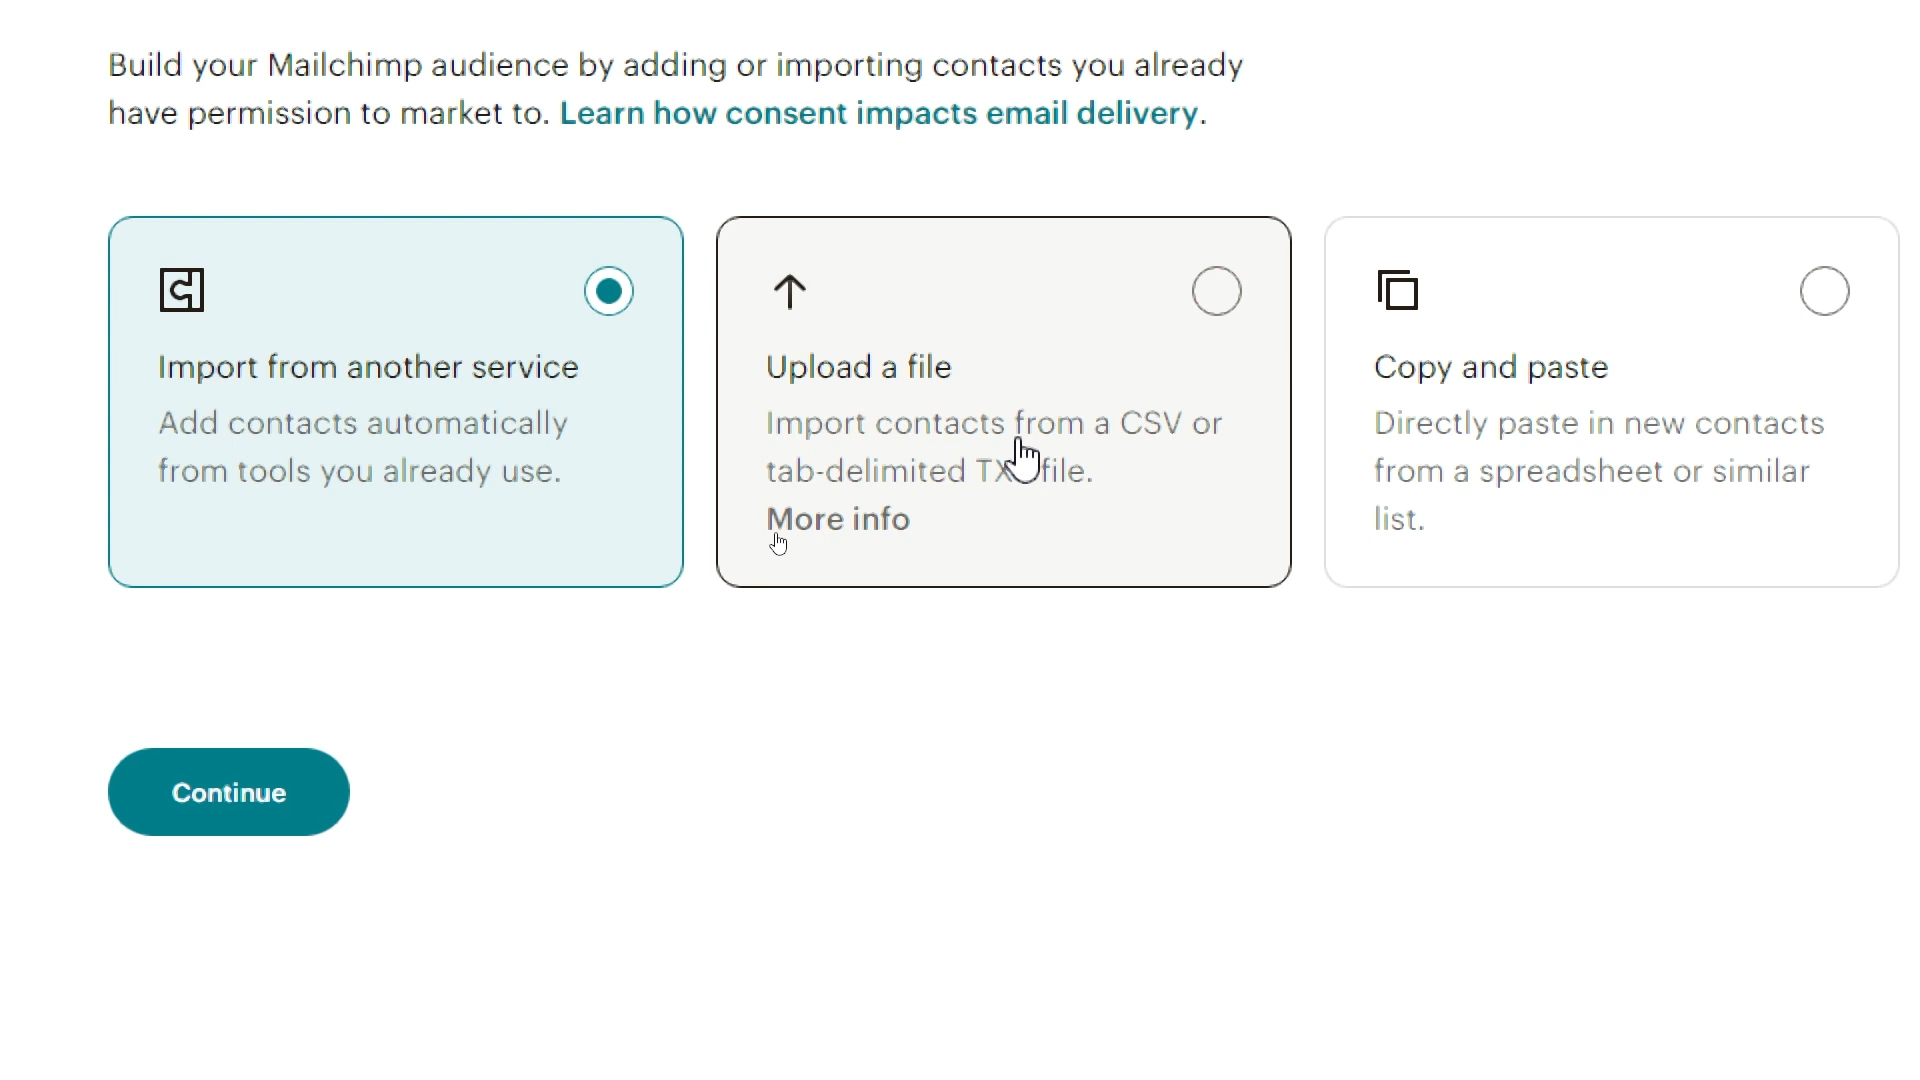 Build your Mailchimp audience by adding or importing contacts you already
have permission to market to. Learn how consent impacts email delivery.
Import from another service
Add contacts automatically
from tools you already use.
Upload a file
Import contacts from a CSV or
tab-delimited TX file.
More info
Copy and paste
Directly paste in new contacts
from a spreadsheet or similar
list.
Continue